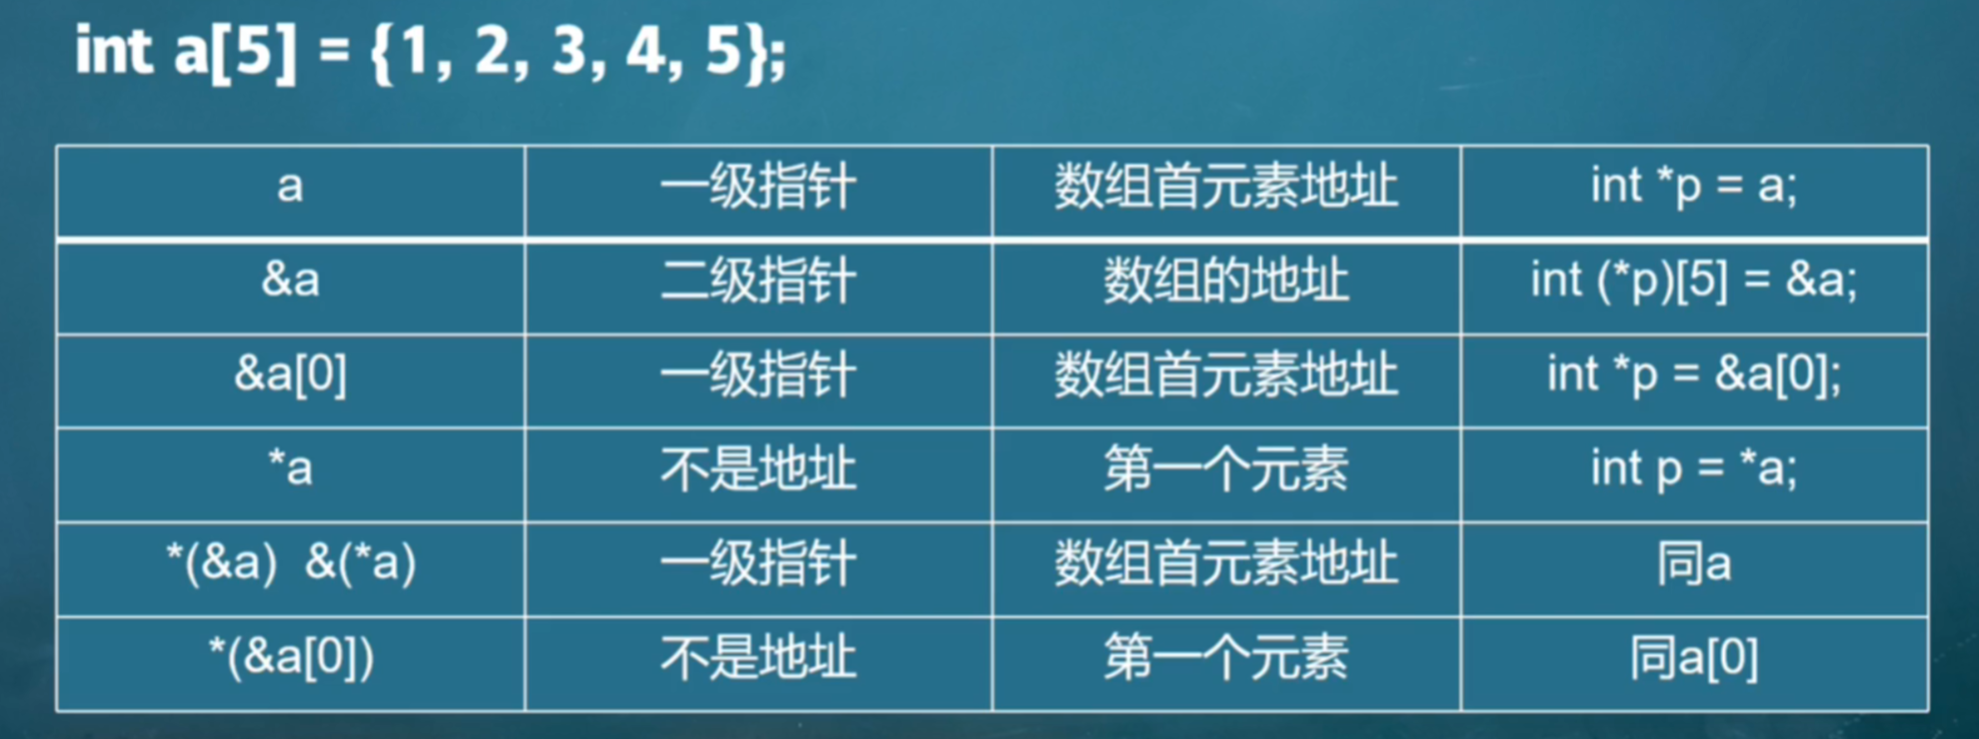 int a[5] = {1, 2, 3, 4, 5};
a 一级指针 数组首元素地址 int *p = a;
&a 二级指针 数组的地址 int (*p)[5] = &a;
&a[0] 一级指针 数组首元素地址 int *p = &a[0];
*a 不是地址 第一个元素 int p = *a;
*(&a) &(*a) 一级指针 数组首元素地址 同a
*(&a[0]) 不是地址 第一个元素 同a[0]